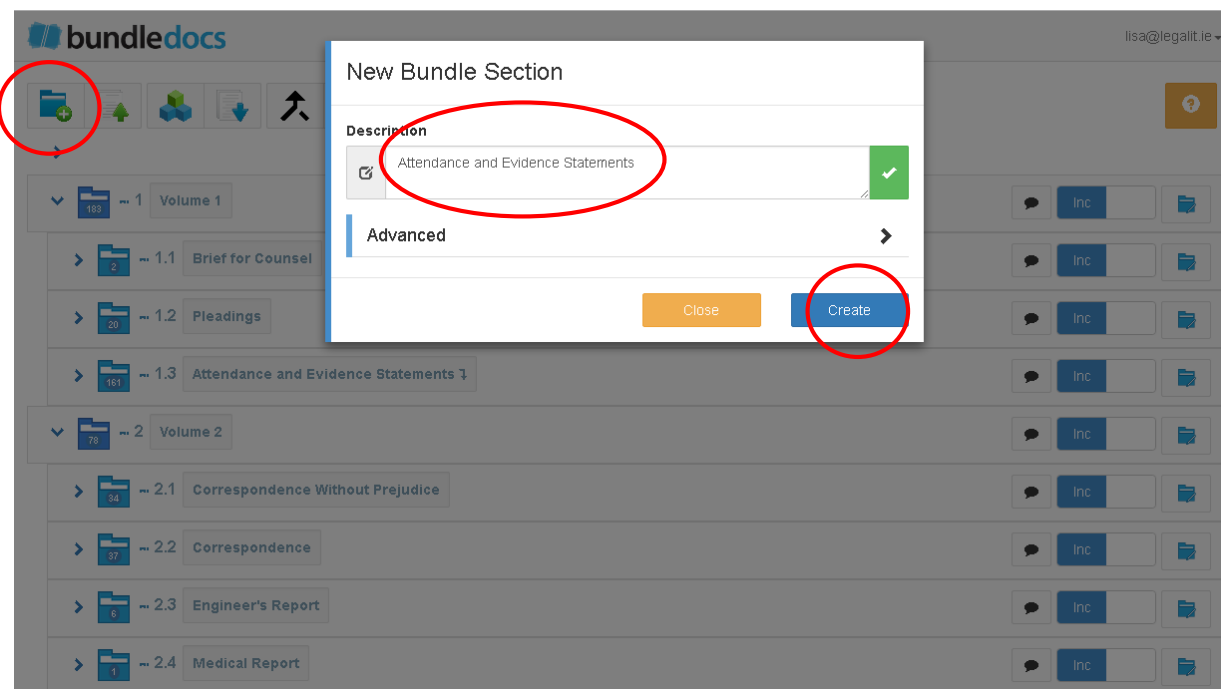 bundledocs
lisa@legalit.ie
New Bundle Section
Description
Attendance and Evidence Statements
Advanced
Close Create
183 1 Volume 1 Inc
2 1.1 Brief for Counsel Inc
20 1.2 Pleadings Inc
161 1.3 Attendance and Evidence Statements Inc
78 2 Volume 2 Inc
34 2.1 Correspondence Without Prejudice Inc
37 2.2 Correspondence Inc
6 2.3 Engineer's Report Inc
1 2.4 Medical Report Inc